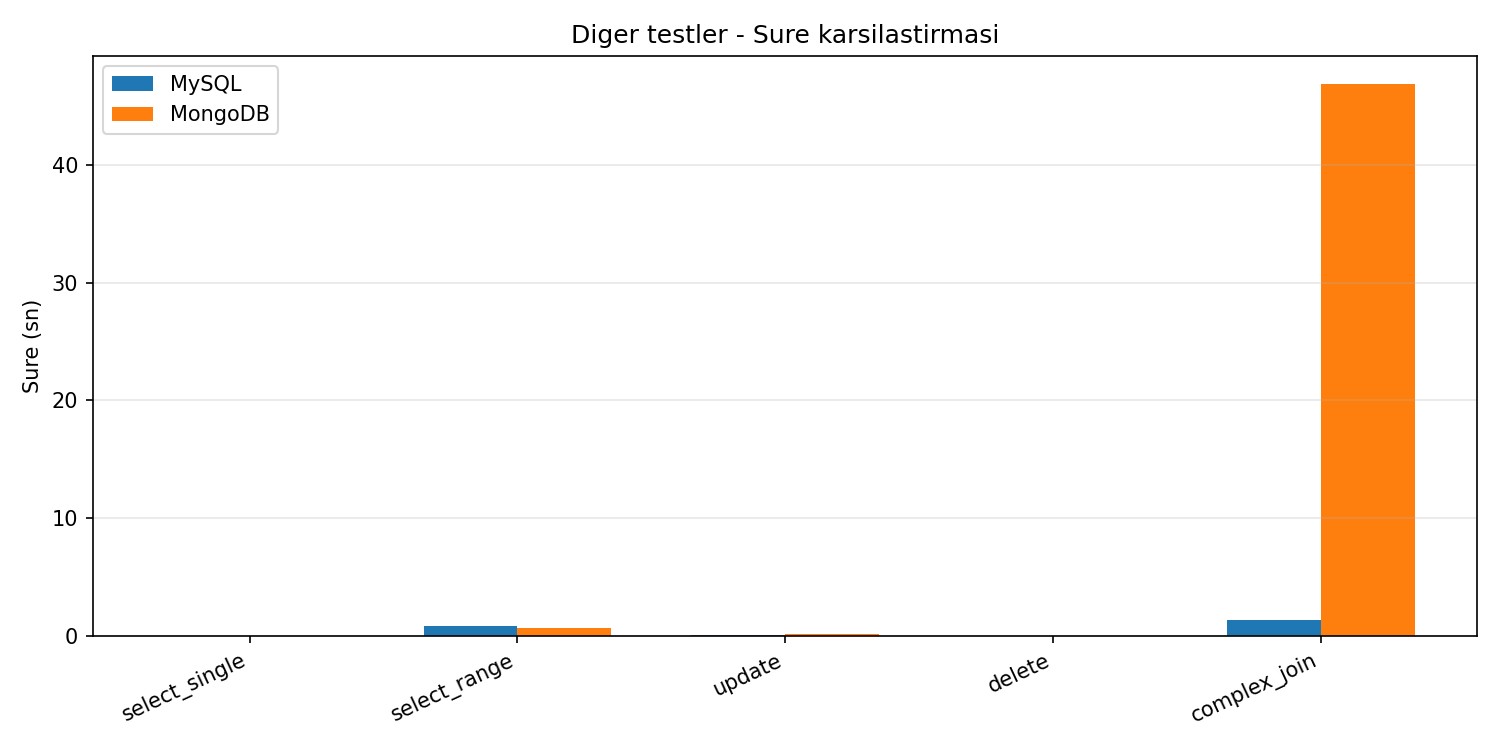 Diger testler - Sure karsilastirmasi
MySQL
MongoDB
Sure (sn)
40
30
20
10
0
select_single
select_range
update
delete
complex_join